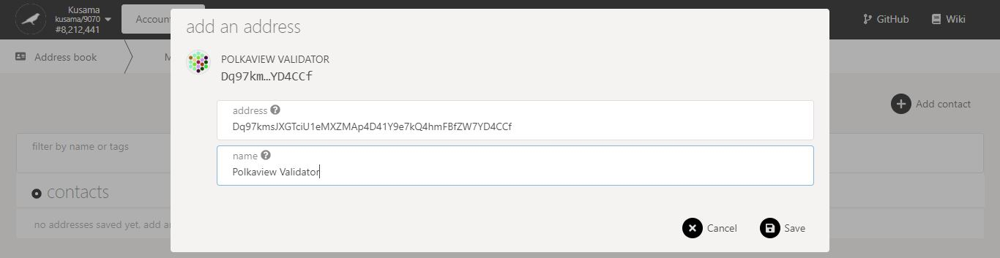 Kusama
kusama/9070
#8,212,441
Account
GitHub
Wiki
add an address
Address book
M
POLKAVIEW VALIDATOR
Dq97km...YD4CCf
Add contact
address
Dq97kmsJXGTciU1eMXZMAp4D41Y9e7kQ4hmFBfZW7YD4CCf
filter by name or tags
name
Polkaview Validator
contacts
no addresses saved yet, add a
Cancel
Save